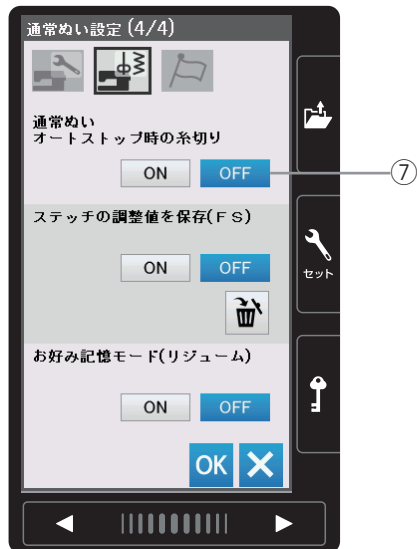 通常ぬい設定(4/4)
通常ぬい
オートストップ時の糸切り
ON OFF
⑦
ステッチの調整値を保存(FS)
ON OFF
セット
お好み記憶モード(リジューム)
ON OFF
OK ×